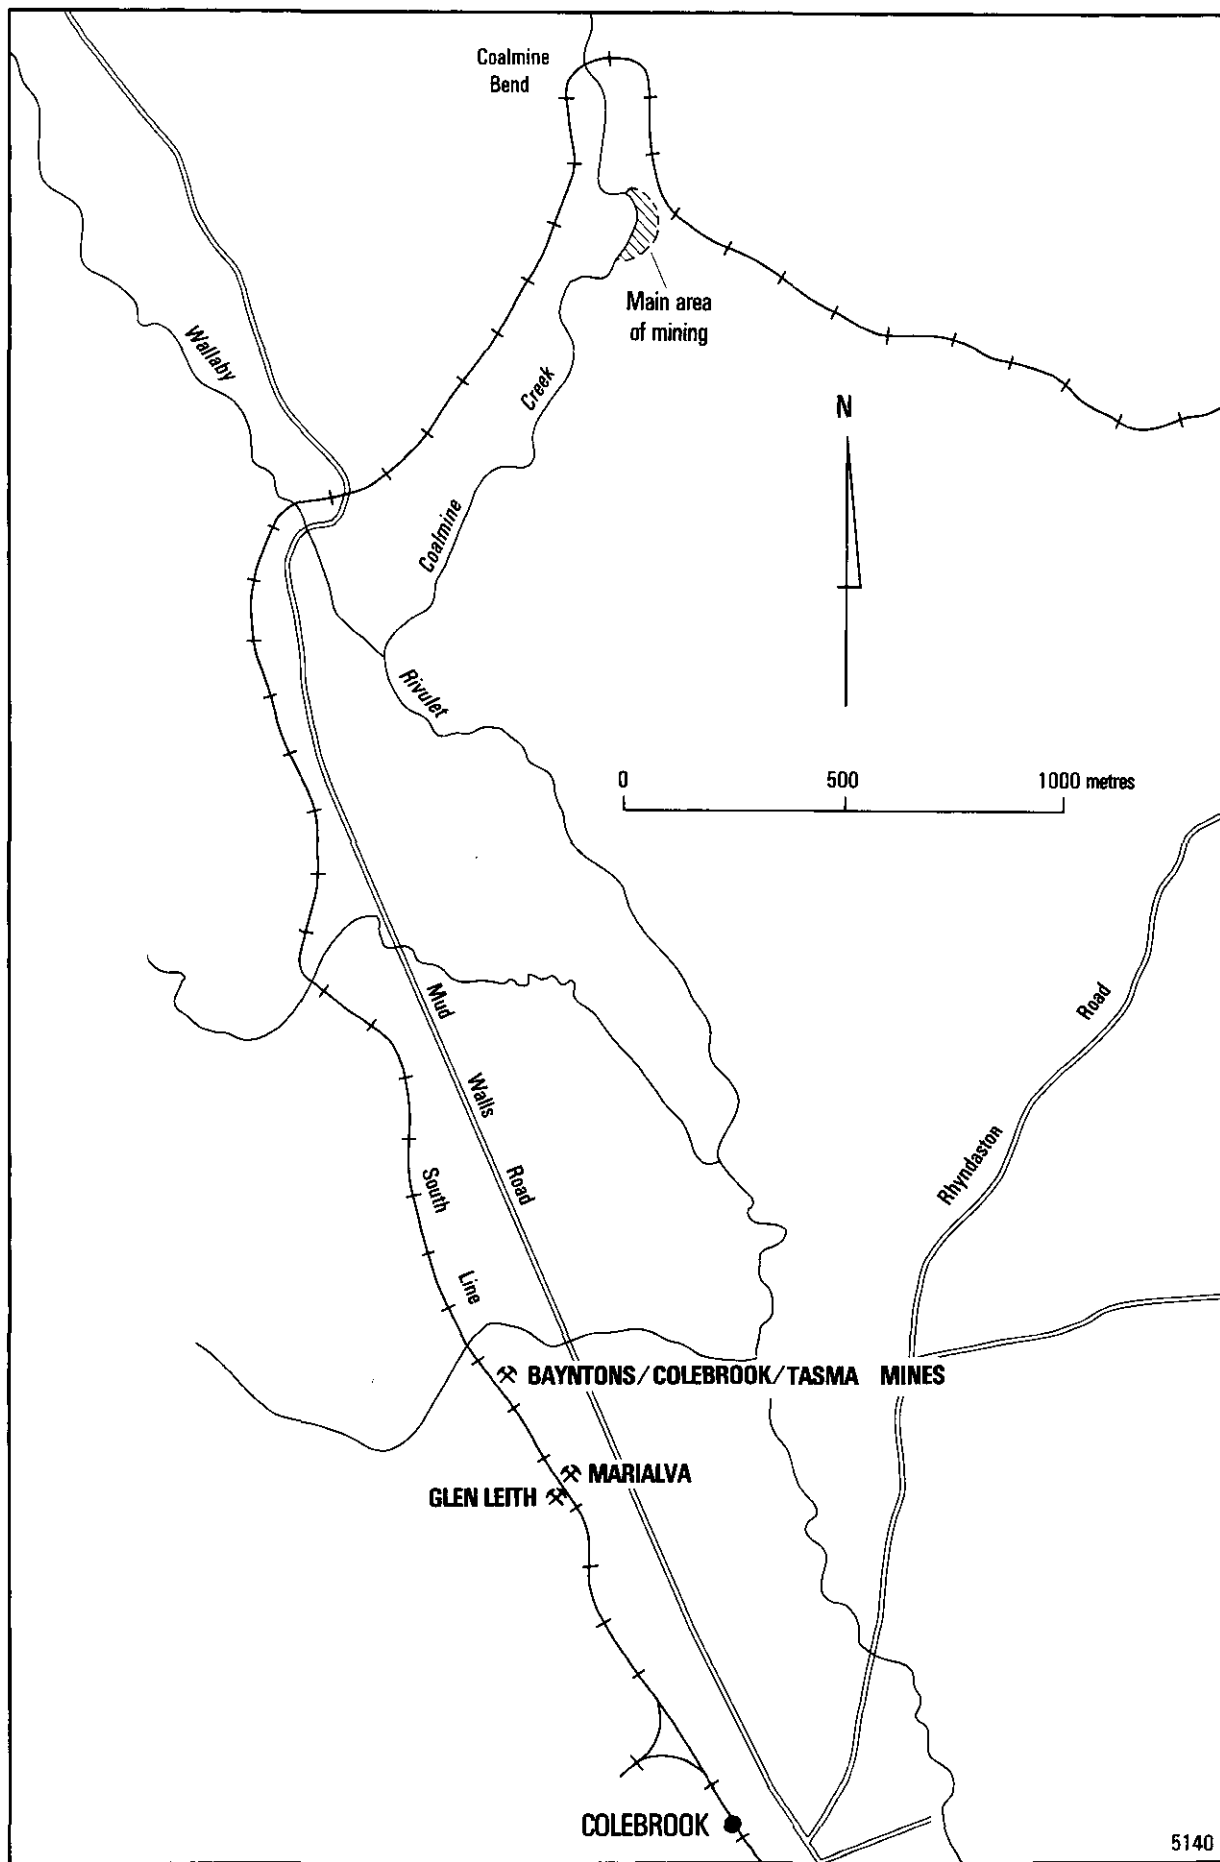 Coalmine
Bend
Main area
of mining
Wallaby
Creek
N
Coalmine
Rivulet
0 500 1000 metres
Mud
Road
Walls
Rhyndaston
South
Road
Line
BAYNTONS/COLEBROOK/TASMA MINES
MARIALVA
GLEN LEITH
COLEBROOK
5140